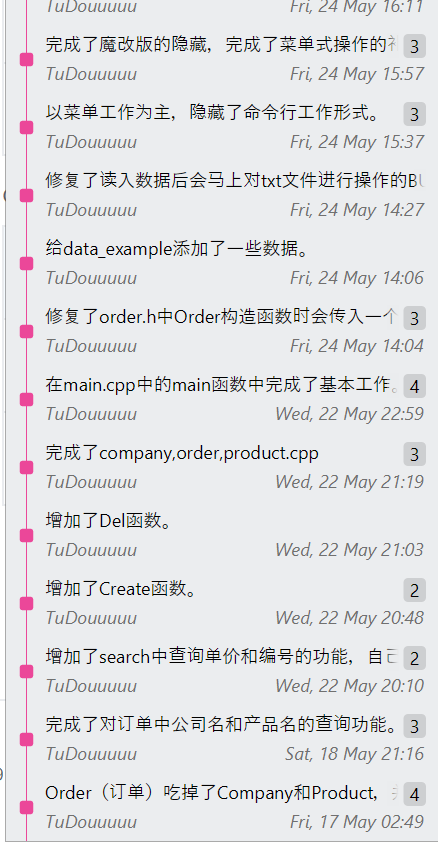 TuDouuuuu Fri, 24 May 16:11
完成了魔改版的隐藏，完成了菜单式操作的 3
TuDouuuuu Fri, 24 May 15:57
以菜单工作为主，隐藏了命令行工作形式。 3
TuDouuuuu Fri, 24 May 15:37
修复了读入数据后会马上对txt文件进行操作的BU
TuDouuuuu Fri, 24 May 14:27
给data_example添加了一些数据。
TuDouuuuu Fri, 24 May 14:06
修复了order.h中Order构造函数时会传入一个 3
TuDouuuuu Fri, 24 May 14:04
在main.cpp中的main函数中完成了基本工作。 4
TuDouuuuu Wed, 22 May 22:59
完成了company,order,product.cpp 3
TuDouuuuu Wed, 22 May 21:19
增加了Del函数。
TuDouuuuu Wed, 22 May 21:03
增加了Create函数。 2
TuDouuuuu Wed, 22 May 20:48
增加了search中查询单价和编号的功能，自己 2
TuDouuuuu Wed, 22 May 20:10
完成了对订单中公司名和产品名的查询功能。 3
TuDouuuuu Sat, 18 May 21:16
Order（订单）吃掉了Company和Product， 4
TuDouuuuu Fri, 17 May 02:49